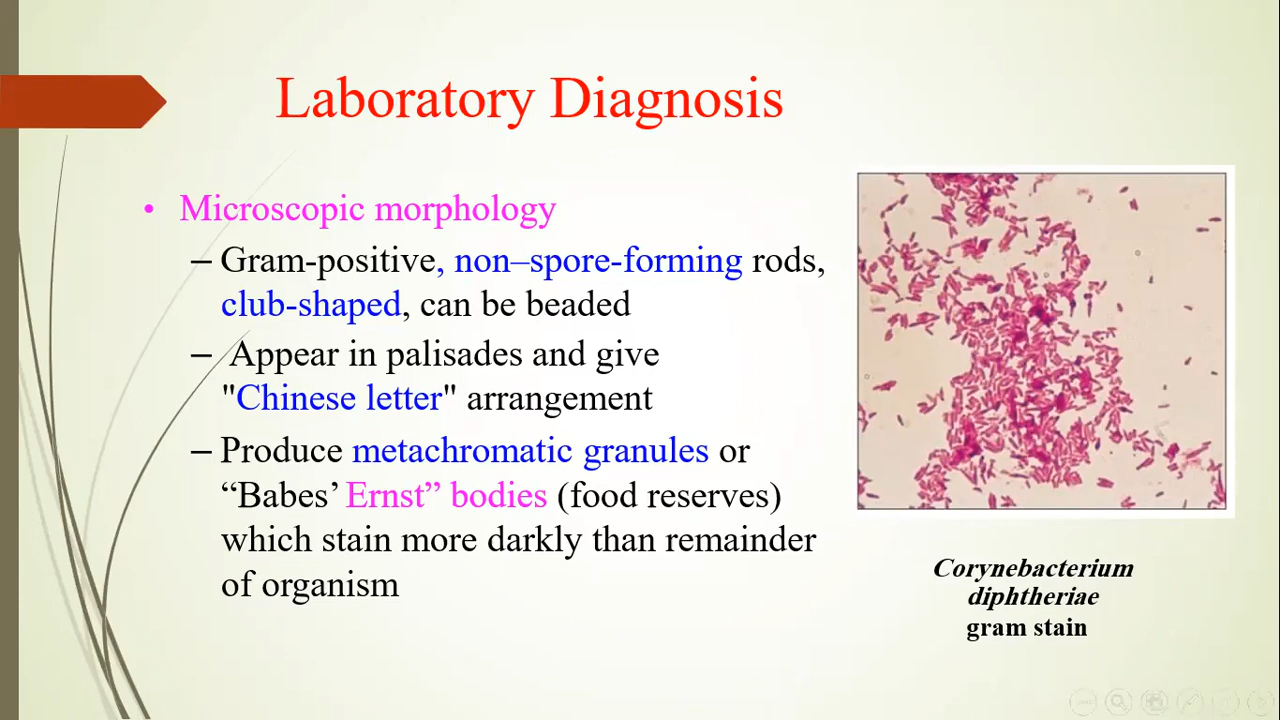 Laboratory Diagnosis
• Microscopic morphology
– Gram-positive, non–spore-forming rods,
club-shaped, can be beaded
– Appear in palisades and give
"Chinese letter" arrangement
– Produce metachromatic granules or
“Babes’ Ernst” bodies (food reserves)
which stain more darkly than remainder
of organism
Corynebacterium
diphtheriae
gram stain